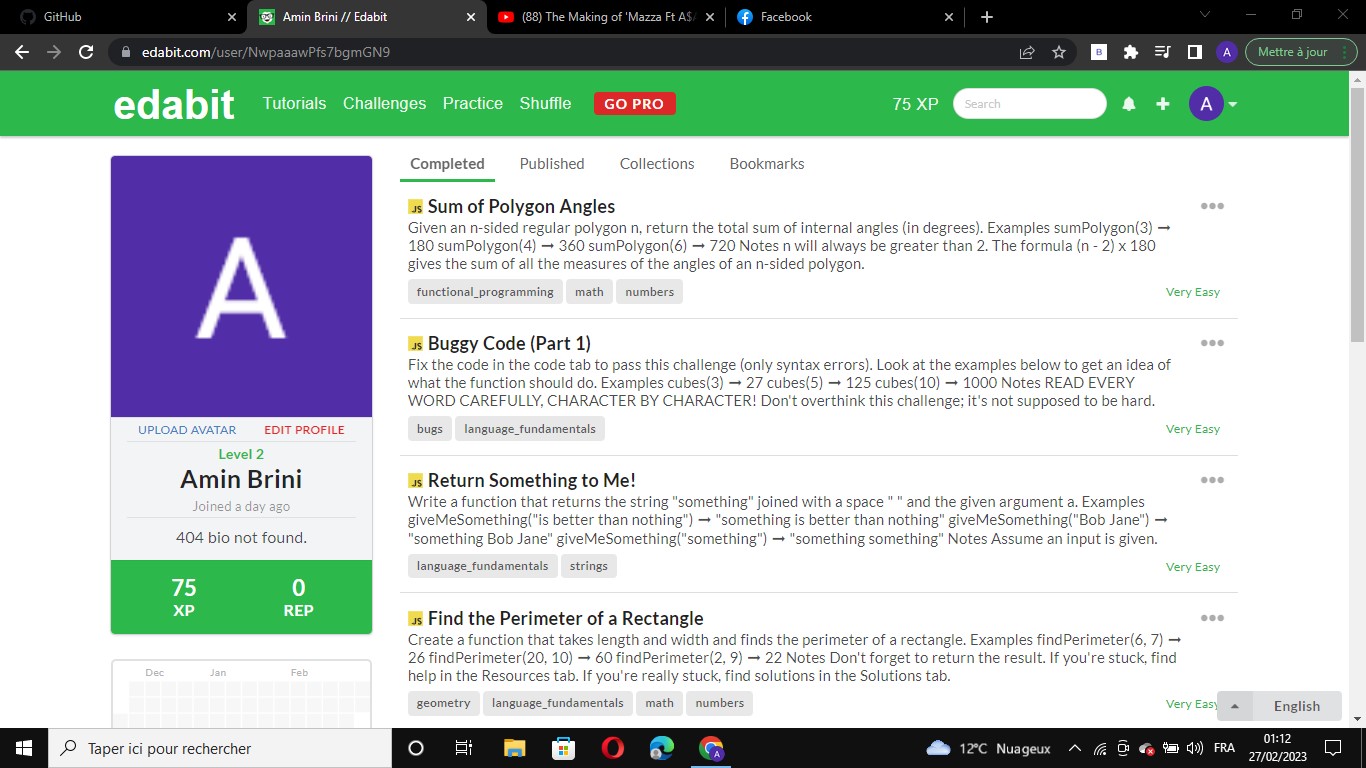 GitHub
Amin Brini // Edabit
(88) The Making of 'Mazza Ft A$A
Facebook
edabit.com/user/NwpaaawPfs7bgmGN9
B
A
Mettre à jour
edabit
Tutorials
Challenges
Practice
Shuffle
GO PRO
75 XP
Search
A
A
UPLOAD AVATAR
EDIT PROFILE
Level 2
Amin Brini
Joined a day ago
404 bio not found.
75
0
XP
REP
Dec
Jan
Feb
Completed
Published
Collections
Bookmarks
JS Sum of Polygon Angles
Given an n-sided regular polygon n, return the total sum of internal angles (in degrees). Examples sumPolygon(3) ➞
180 sumPolygon(4) ➞ 360 sumPolygon(6) ➞ 720 Notes n will always be greater than 2. The formula (n - 2) x 180
gives the sum of all the measures of the angles of an n-sided polygon.
functional_programming
math
numbers
Very Easy
JS Buggy Code (Part 1)
Fix the code in the code tab to pass this challenge (only syntax errors). Look at the examples below to get an idea of
what the function should do. Examples cubes(3) ➞ 27 cubes(5) ➞ 125 cubes(10) ➞ 1000 Notes READ EVERY
WORD CAREFULLY, CHARACTER BY CHARACTER! Don't overthink this challenge; it's not supposed to be hard.
bugs
language_fundamentals
Very Easy
JS Return Something to Me!
Write a function that returns the string "something" joined with a space " " and the given argument a. Examples
giveMeSomething("is better than nothing") ➞ "something is better than nothing" giveMeSomething("Bob Jane") ➞
"something Bob Jane" giveMeSomething("something") ➞ "something something" Notes Assume an input is given.
language_fundamentals
strings
Very Easy
JS Find the Perimeter of a Rectangle
Create a function that takes length and width and finds the perimeter of a rectangle. Examples findPerimeter(6, 7) ➞
26 findPerimeter(20, 10) ➞ 60 findPerimeter(2, 9) ➞ 22 Notes Don't forget to return the result. If you're stuck, find
help in the Resources tab. If you're really stuck, find solutions in the Solutions tab.
geometry
language_fundamentals
math
numbers
Very Easy
English
Taper ici pour rechercher
A
12°C Nuageux
FRA
01:12
27/02/2023